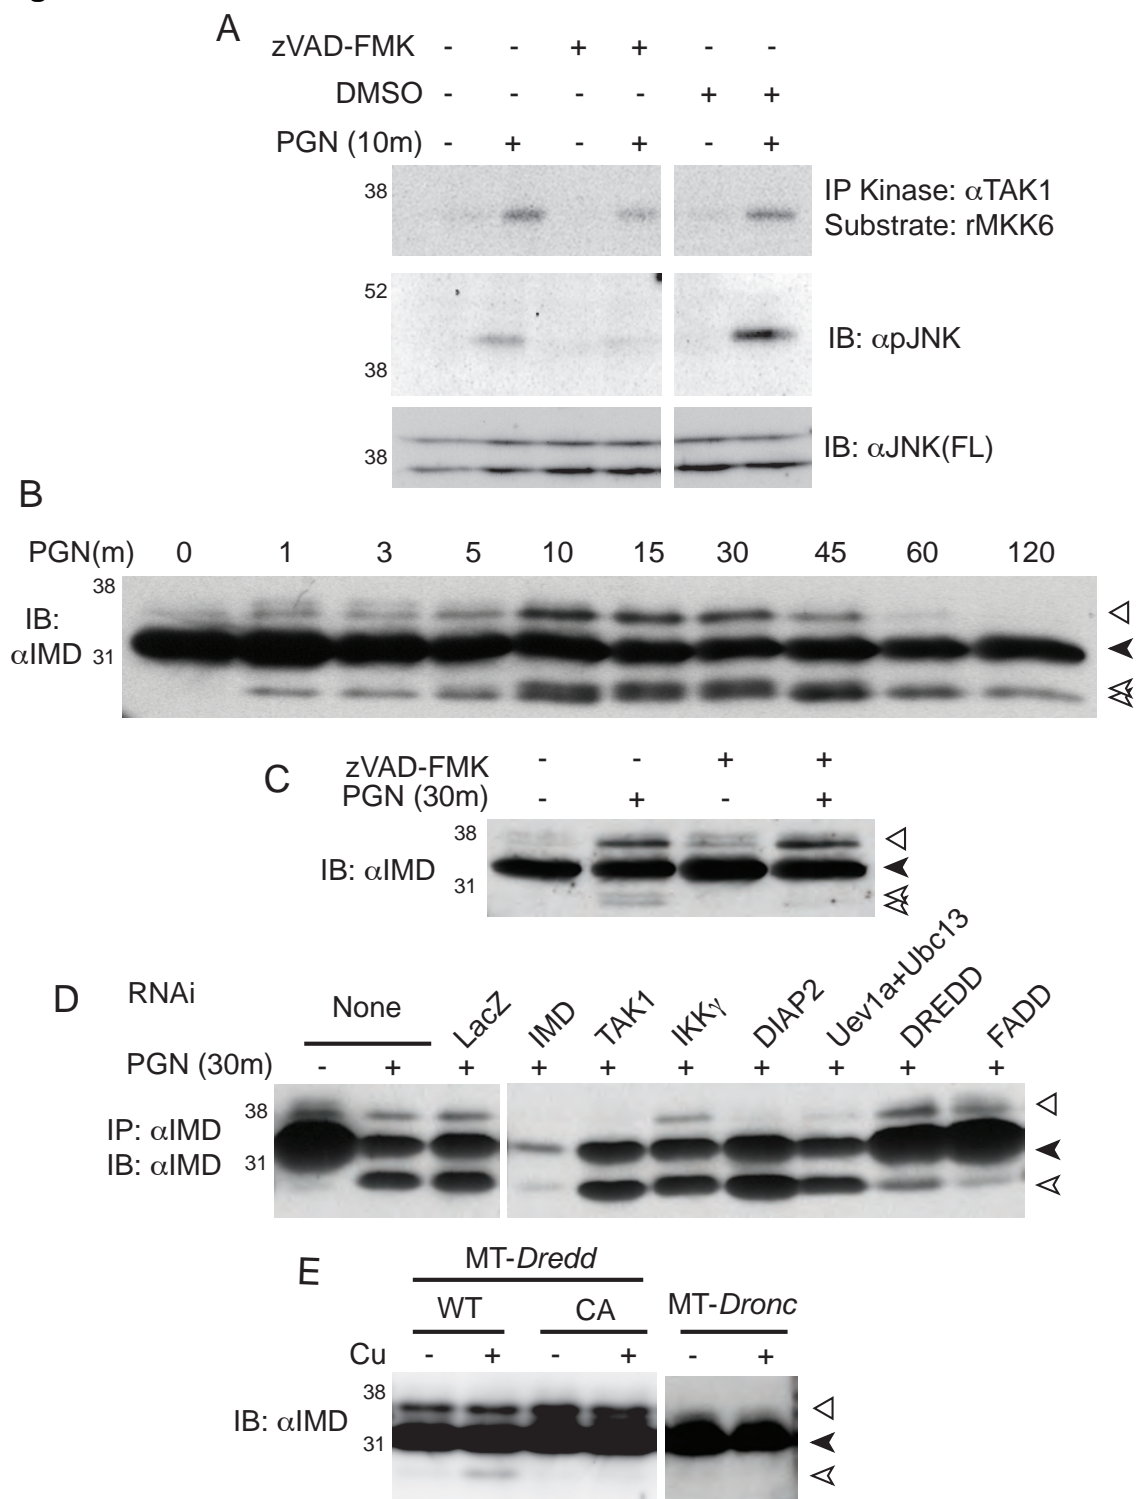 A
zVAD-FMK - - + + - -
DMSO - - - - + +
PGN (10m) - + - + - +
38
IP Kinase: αTAK1
Substrate: rMKK6
52
38
IB: αpJNK
38
IB: αJNK(FL)
B
PGN(m) 0 1 3 5 10 15 30 45 60 120
38
IB:
αIMD 31
C
zVAD-FMK - - + +
PGN (30m) - + - +
38
IB: αIMD
31
D
RNAi None LacZ IMD TAK1 IKKγ DIAP2 Uev1a+Ubc13 DREDD FADD
PGN (30m) - + + + + + + + + +
38
IP: αIMD
IB: αIMD
31
E
MT-Dredd
WT CA MT-Dronc
Cu - + - + - +
38
IB: αIMD
31